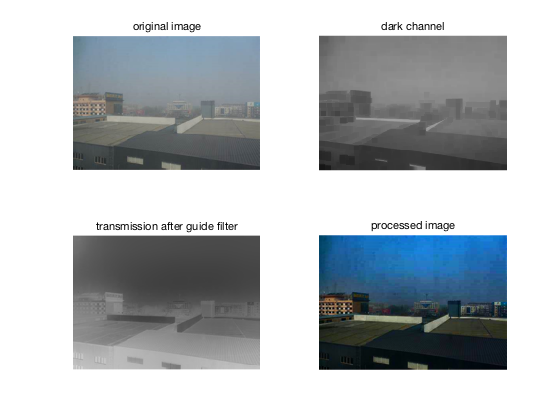 original image
dark channel
transmission after guide filter
processed image